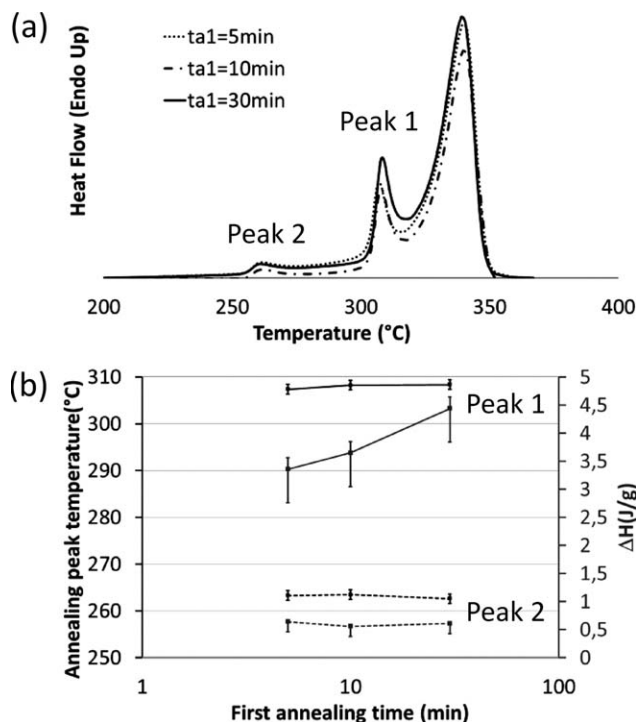 (a)
ta1=5min
ta1=10min
ta1=30min
Peak 1
Peak 2
Heat Flow (Endo Up)
200 250 300 350 400
Temperature (°C)
(b)
310 5
4,5
300 4
3,5
290 3
280 2,5
2
270 1,5
260 1
0,5
250 0
Peak 1
Peak 2
Annealing peak temperature(°C)
ΔH(J/g)
1 10 100
First annealing time (min)